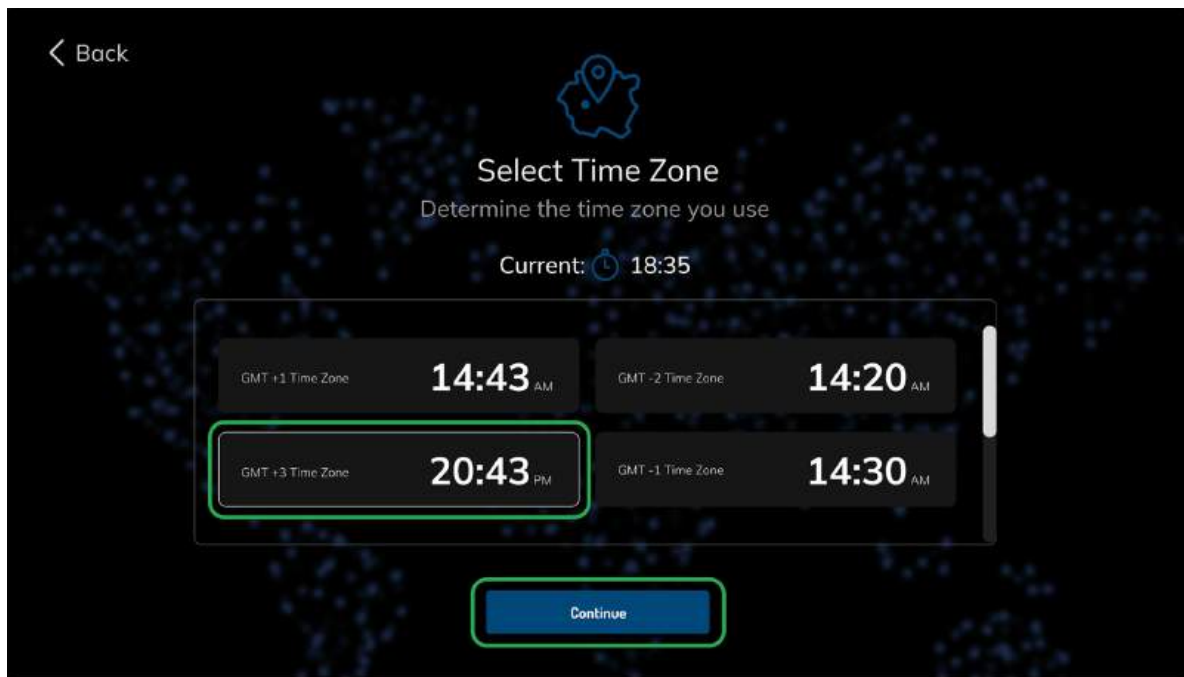 Back
Select Time Zone
Determine the time zone you use
Current: 18:35
GMT +1 Time Zone 14:43 AM
GMT -2 Time Zone 14:20 AM
GMT +3 Time Zone 20:43 PM
GMT -1 Time Zone 14:30 AM
Continue